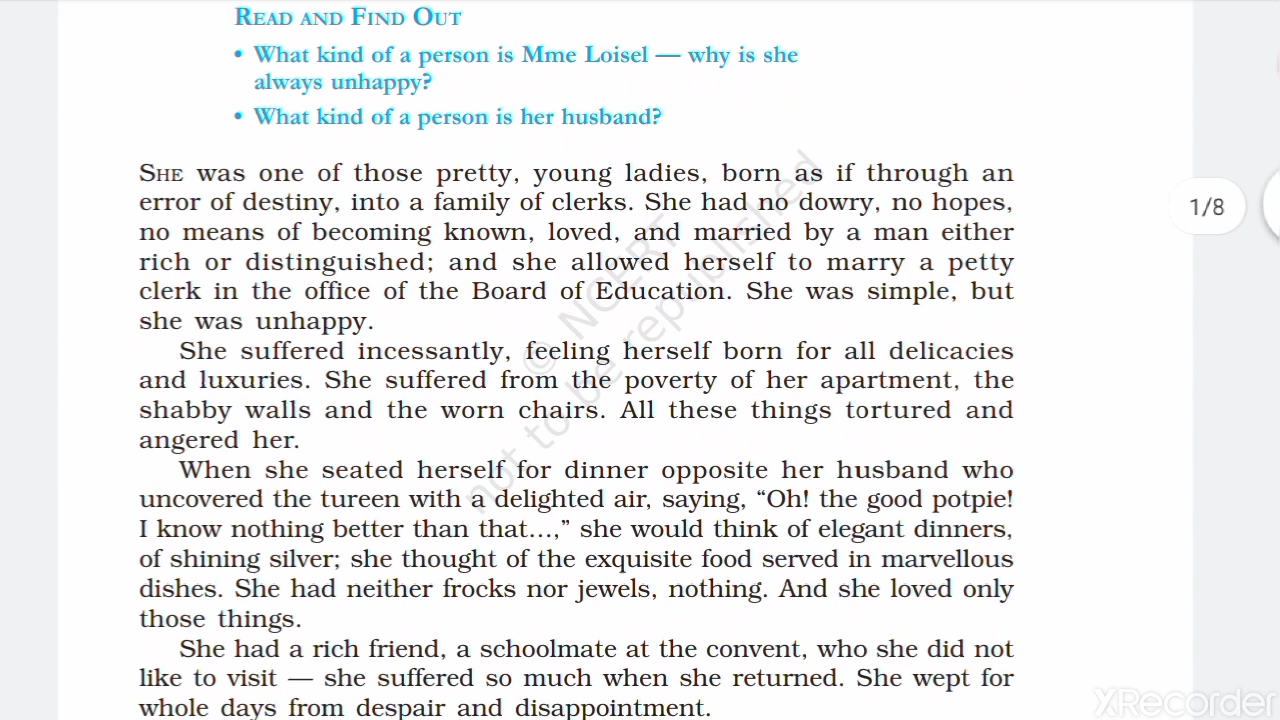 READ AND FIND OUT
• What kind of a person is Mme Loisel — why is she
always unhappy?
• What kind of a person is her husband?
SHE was one of those pretty, young ladies, born as if through an
error of destiny, into a family of clerks. She had no dowry, no hopes,
no means of becoming known, loved, and married by a man either
rich or distinguished; and she allowed herself to marry a petty
clerk in the office of the Board of Education. She was simple, but
she was unhappy.
She suffered incessantly, feeling herself born for all delicacies
and luxuries. She suffered from the poverty of her apartment, the
shabby walls and the worn chairs. All these things tortured and
angered her.
When she seated herself for dinner opposite her husband who
uncovered the tureen with a delighted air, saying, “Oh! the good potpie!
I know nothing better than that...,” she would think of elegant dinners,
of shining silver; she thought of the exquisite food served in marvellous
dishes. She had neither frocks nor jewels, nothing. And she loved only
those things.
She had a rich friend, a schoolmate at the convent, who she did not
like to visit — she suffered so much when she returned. She wept for
whole days from despair and disappointment.
© NCERT
not to be republished
1/8
XRecorder